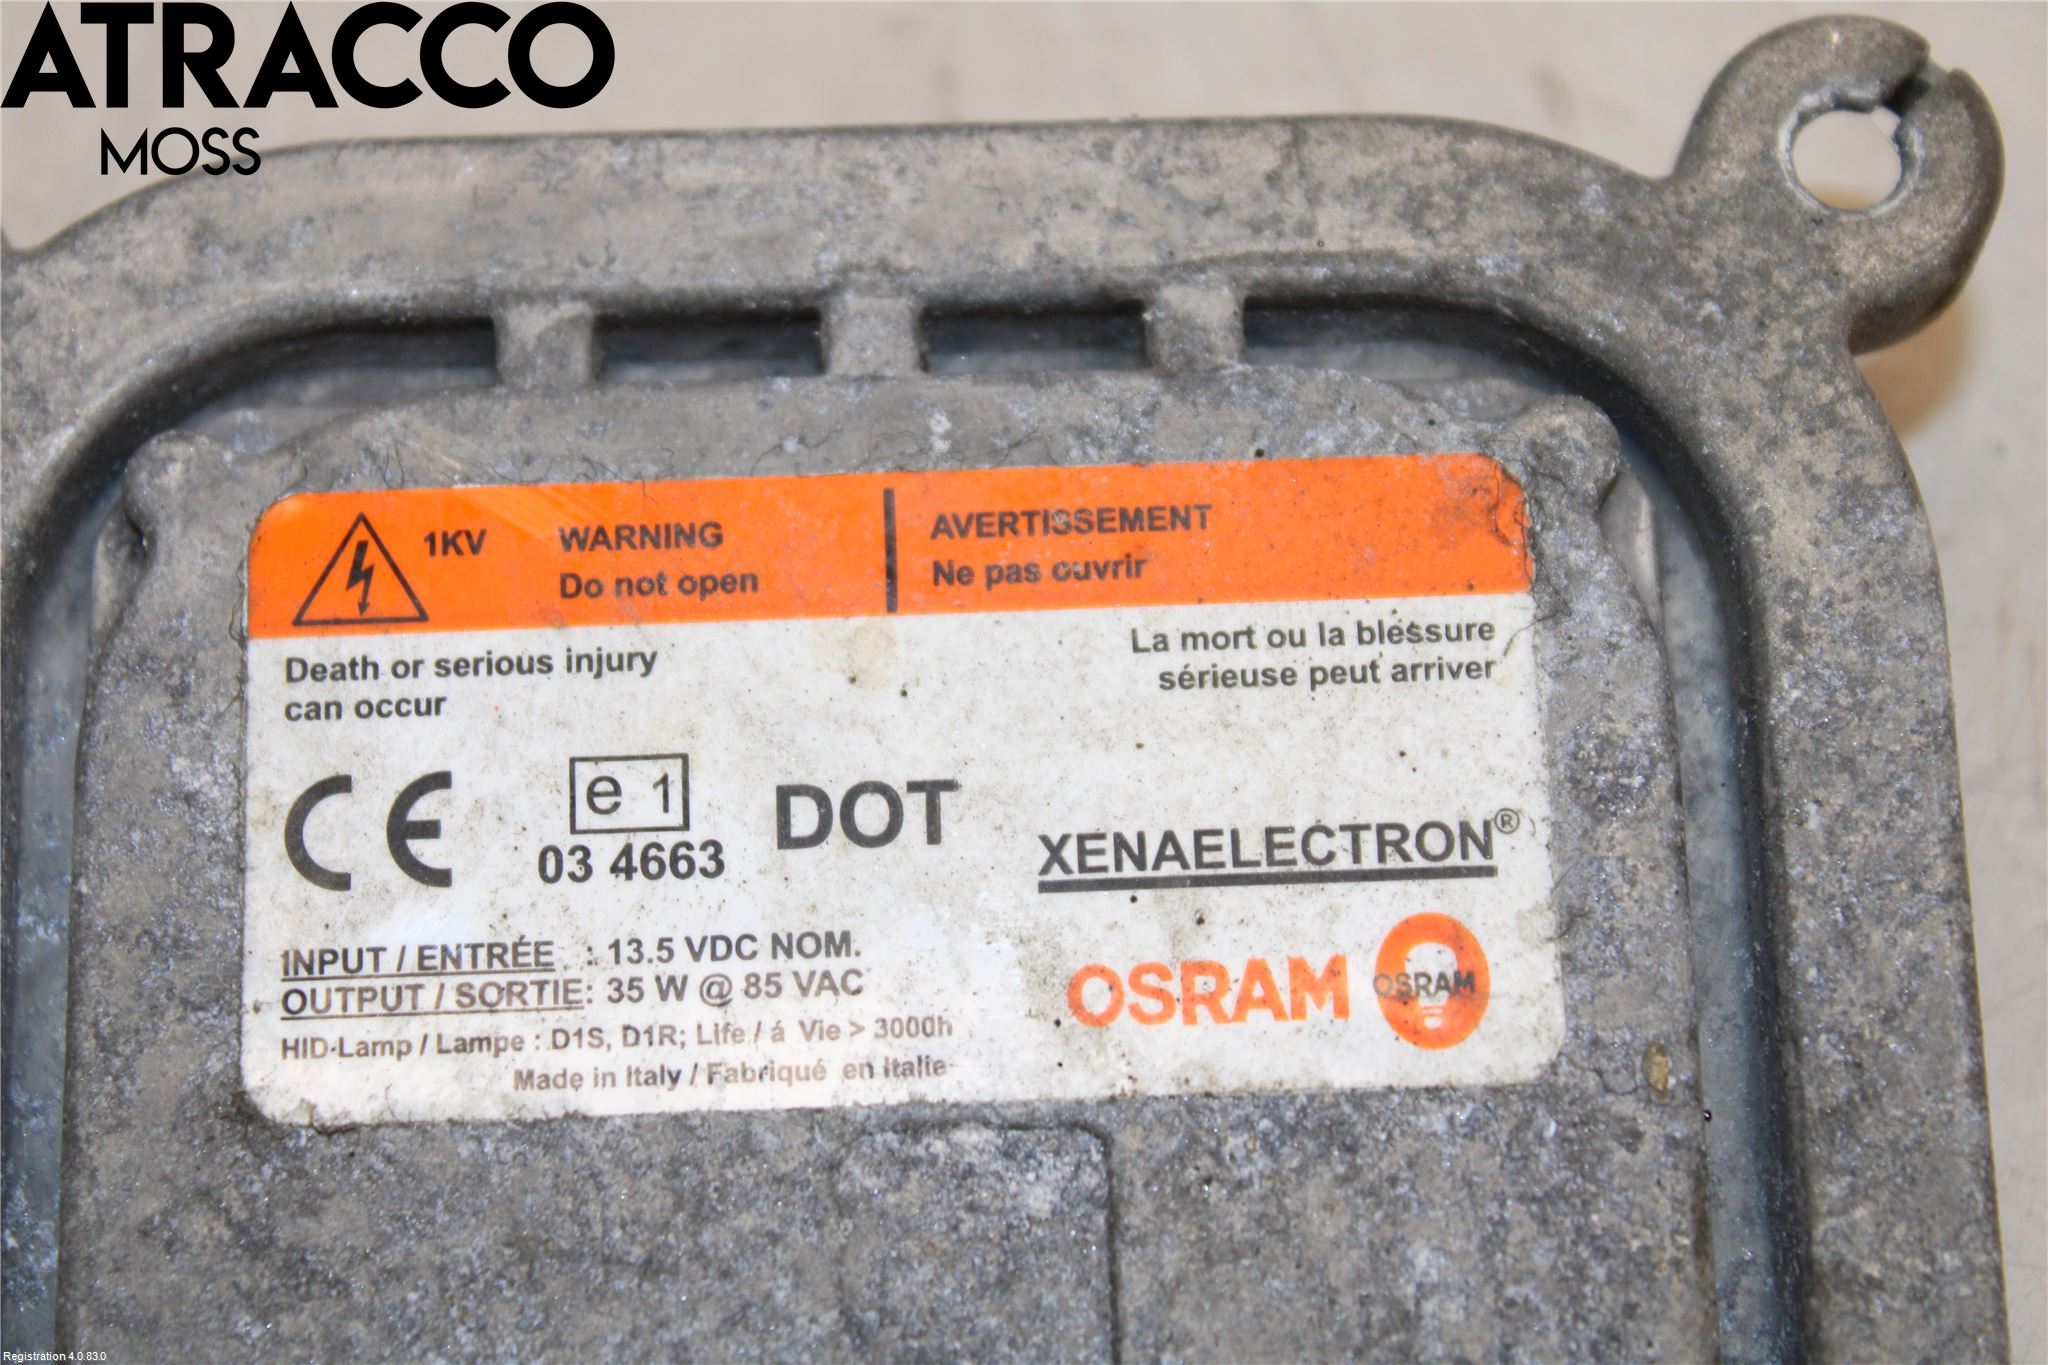 ATRACCO
MOSS
1KV
WARNING
Do not open
AVERTISSEMENT
Ne pas ouvrir
Death or serious injury
can occur
La mort ou la blessure
sérieuse peut arriver
CE
e 1
03 4663
DOT
XENAELECTRON®
INPUT / ENTRÉE : 13.5 VDC NOM.
OUTPUT / SORTIE: 35 W @ 85 VAC
HID-Lamp / Lampe : D1S, D1R; Life / á Vie > 3000h
Made in Italy / Fabriqué en Italie
OSRAM
OSRAM
Registration 4.0.83.0